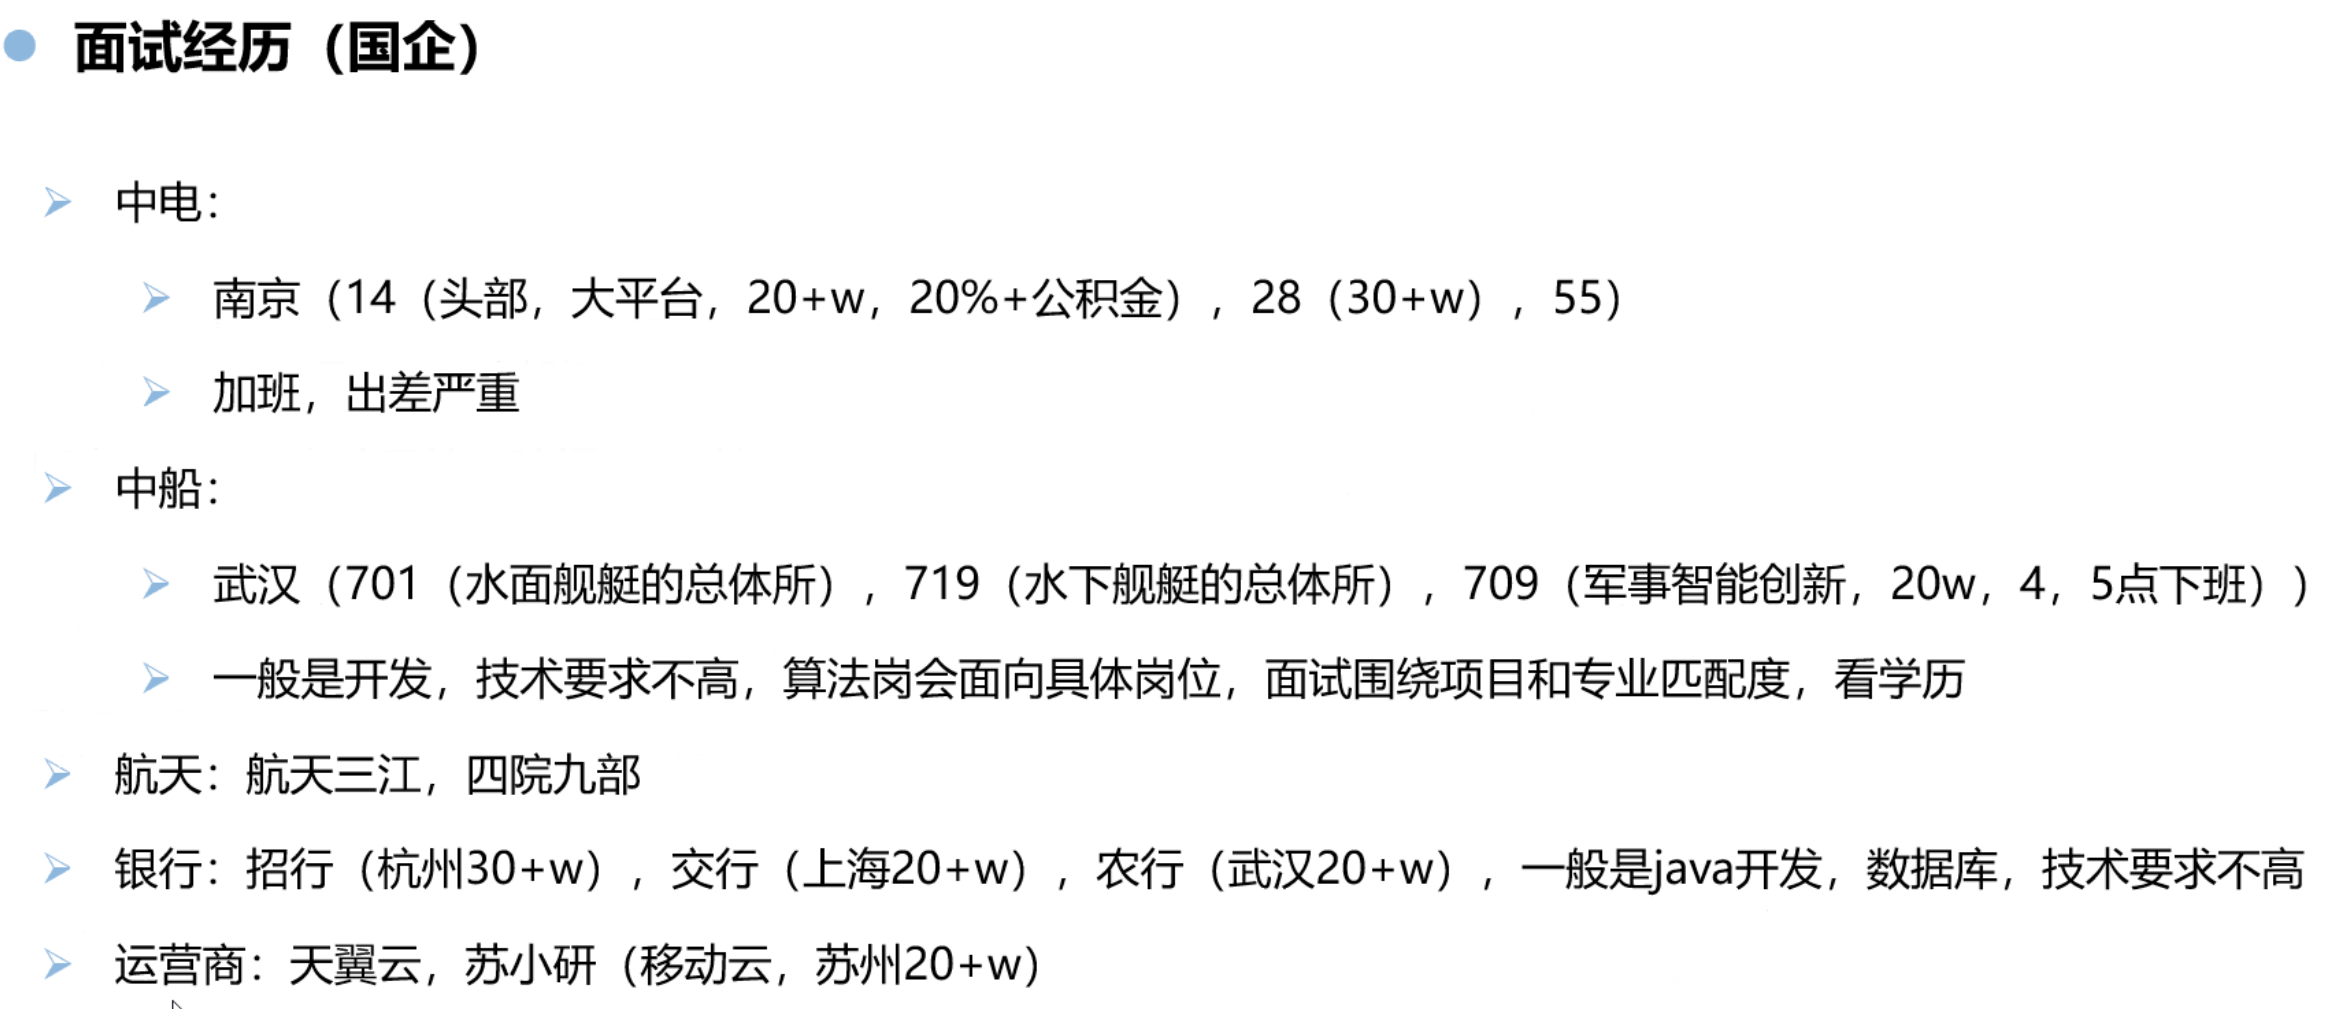 面试经历（国企）
中电：
南京（14（头部，大平台，20+w，20%+公积金），28（30+w），55）
加班，出差严重
中船：
武汉（701（水面舰艇的总体所），719（水下舰艇的总体所），709（军事智能创新，20w，4，5点下班））
一般是开发，技术要求不高，算法岗会面向具体岗位，面试围绕项目和专业匹配度，看学历
航天：航天三江，四院九部
银行：招行（杭州30+w），交行（上海20+w），农行（武汉20+w），一般是java开发，数据库，技术要求不高
运营商：天翼云，苏小研（移动云，苏州20+w）